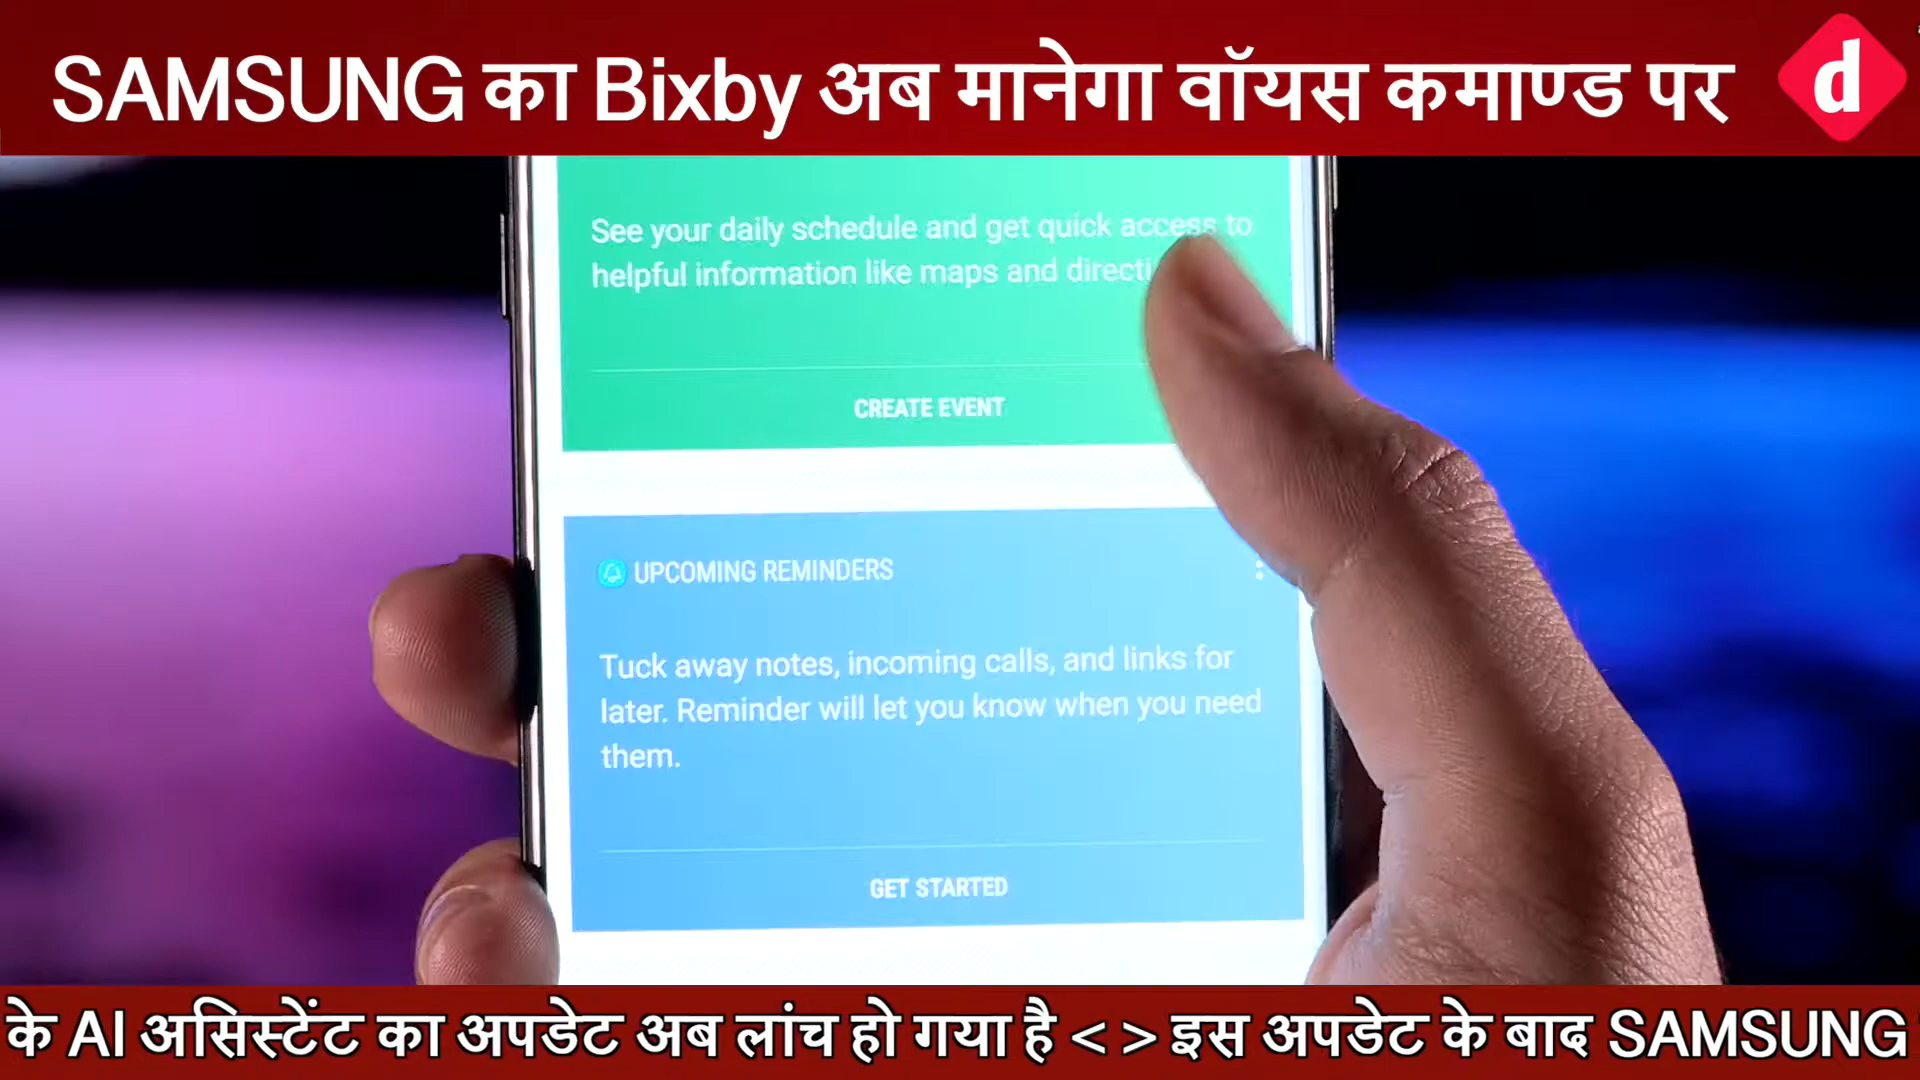 SAMSUNG का Bixby अब मानेगा वॉयस कमाण्ड पर
d
See your daily schedule and get quick access to
helpful information like maps and
CREATE EVENT
UPCOMING REMINDERS
Tuck away notes, incoming calls, and links for
later. Reminder will let you know when you need
them.
GET STARTED
के AI असिस्टेंट का अपडेट अब लांच हो गया है < > इस अपडेट के बाद SAMSUNG